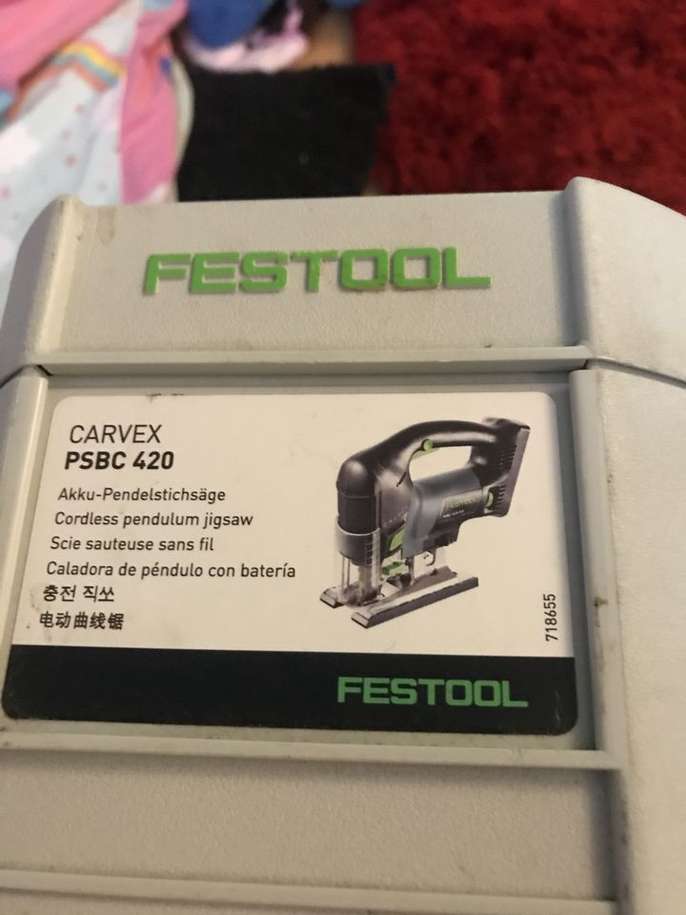 FESTOOL
CARVEX
PSBC 420
Akku-Pendelstichsäge
Cordless pendulum jigsaw
Scie sauteuse sans fil
Caladora de péndulo con batería
충전 직쏘
电动曲线锯
FESTOOL
718655
FESTOOL